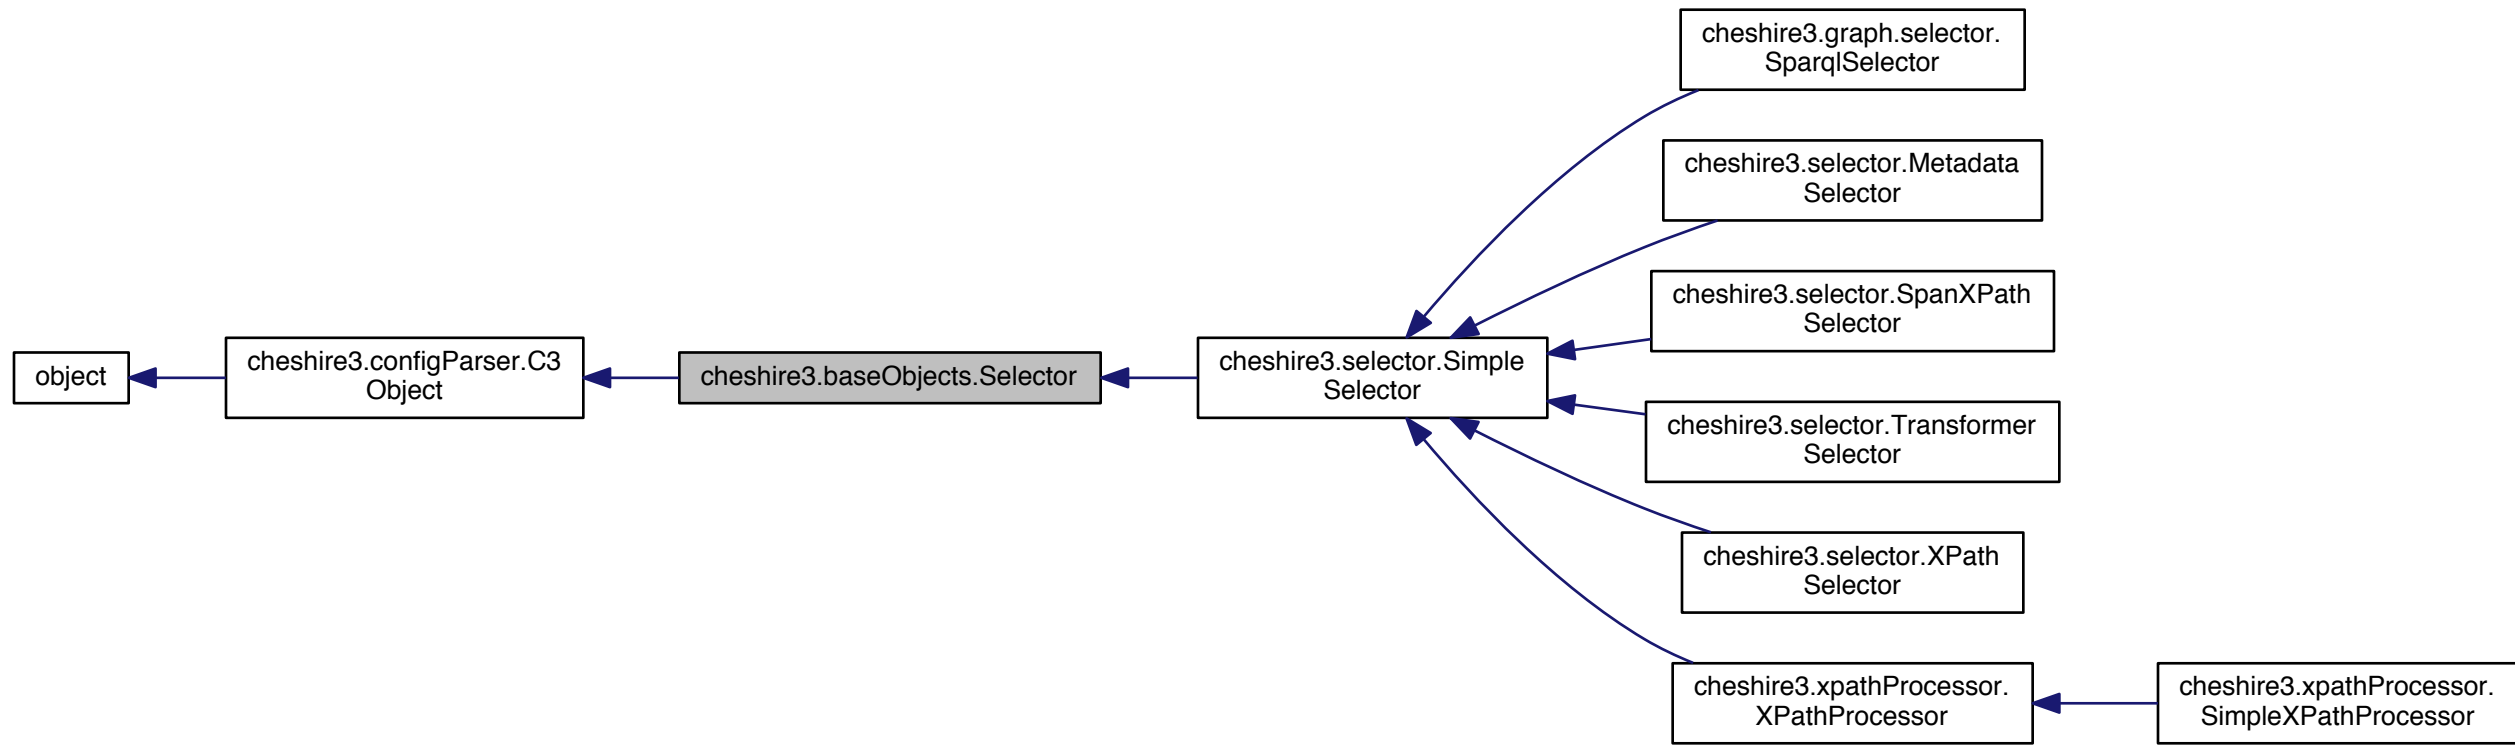 object
cheshire3.configParser.C3
Object
cheshire3.baseObjects.Selector
cheshire3.selector.Simple
Selector
cheshire3.graph.selector.
SparqlSelector
cheshire3.selector.Metadata
Selector
cheshire3.selector.SpanXPath
Selector
cheshire3.selector.Transformer
Selector
cheshire3.selector.XPath
Selector
cheshire3.xpathProcessor.
XPathProcessor
cheshire3.xpathProcessor.
SimpleXPathProcessor